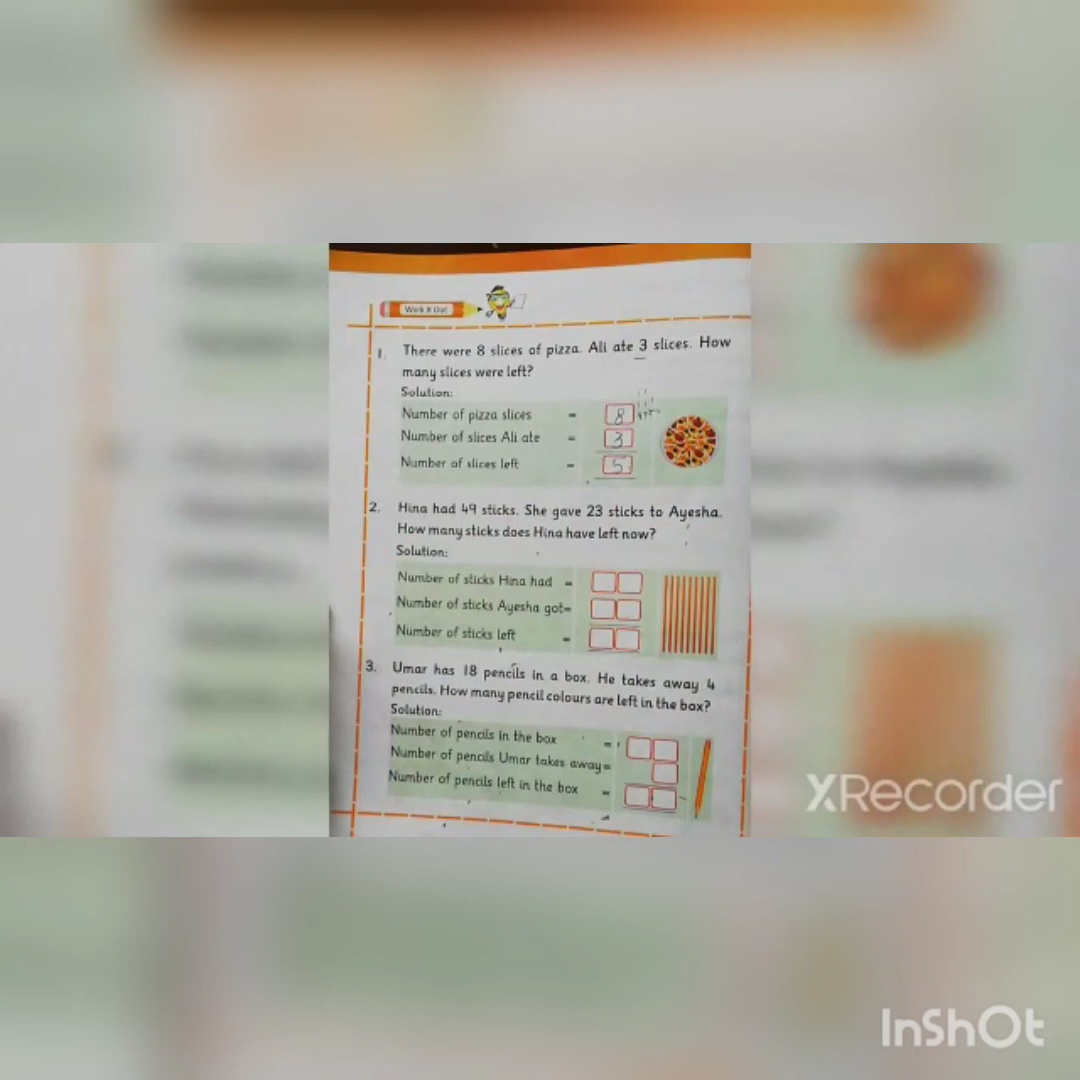 Work It Out
1. There were 8 slices of pizza. Ali ate 3 slices. How
many slices were left?
Solution:
Number of pizza slices = 8
Number of slices Ali ate = 3
Number of slices left = 5
2. Hina had 49 sticks. She gave 23 sticks to Ayesha.
How many sticks does Hina have left now?
Solution:
Number of sticks Hina had =
Number of sticks Ayesha got=
Number of sticks left =
3. Umar has 18 pencils in a box. He takes away 4
pencils. How many pencil colours are left in the box?
Solution:
Number of pencils in the box =
Number of pencils Umar takes away=
Number of pencils left in the box =
XRecorder
InShOt